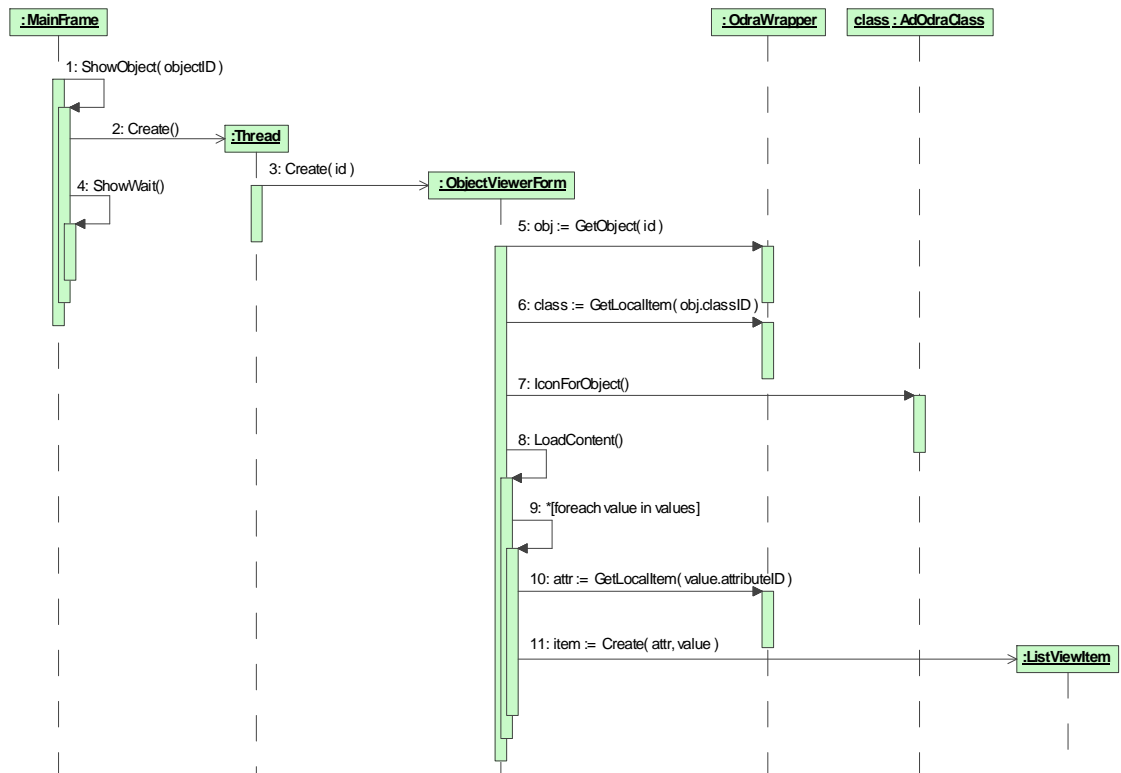 : MainFrame
: OdraWrapper
class : AdOdraClass
1: ShowObject( objectID )
2: Create()
:Thread
3: Create( id )
: ObjectViewerForm
4: ShowWait()
5: obj := GetObject( id )
6: class := GetLocalItem( obj.classID )
7: IconForObject()
8: LoadContent()
9: *[foreach value in values]
10: attr := GetLocalItem( value.attributeID )
11: item := Create( attr, value )
:ListViewItem